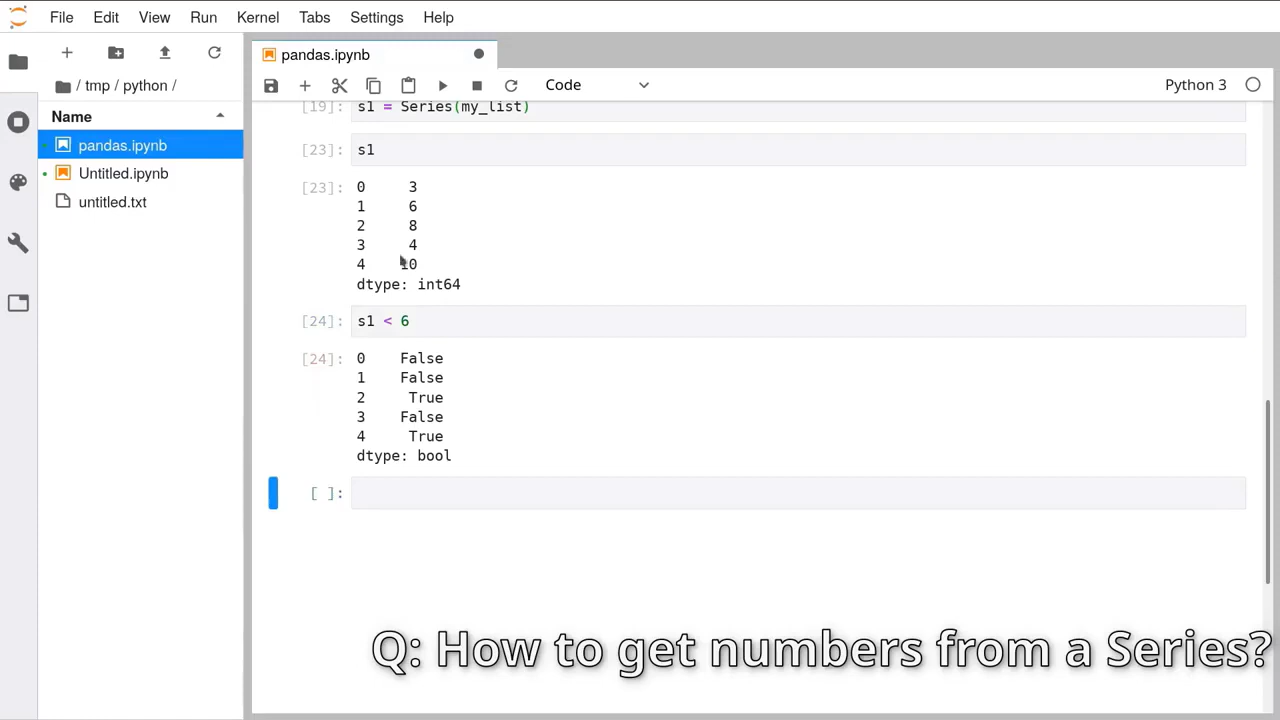 File Edit View Run Kernel Tabs Settings Help
pandas.ipynb
/ tmp / python /
Code
Python 3
Name
pandas.ipynb
Untitled.ipynb
untitled.txt
[19]: s1 = Series(my_list)
[23]: s1
[23]: 0 3
1 6
2 8
3 4
4 10
dtype: int64
[24]: s1 < 6
[24]: 0 False
1 False
2 True
3 False
4 True
dtype: bool
[ ]:
Q: How to get numbers from a Series?